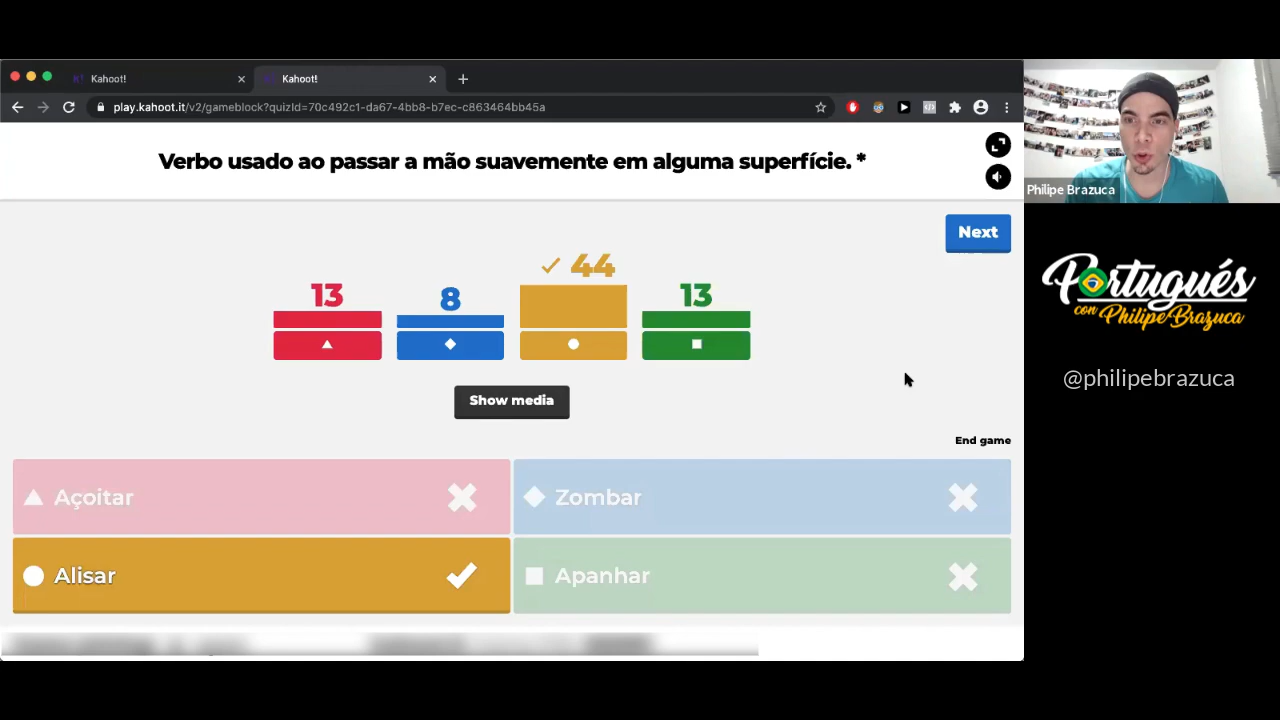 Kahoot!
Kahoot!
play.kahoot.it/v2/gameblock?quizId=70c492c1-da67-4bb8-b7ec-c863464bb45a
Verbo usado ao passar a mão suavemente em alguma superfície. *
Philipe Brazuca
Next
13
8
44
13
Show media
End game
Açoitar
Zombar
Alisar
Apanhar
Portugués
con Philipe Brazuca
@philipebrazuca